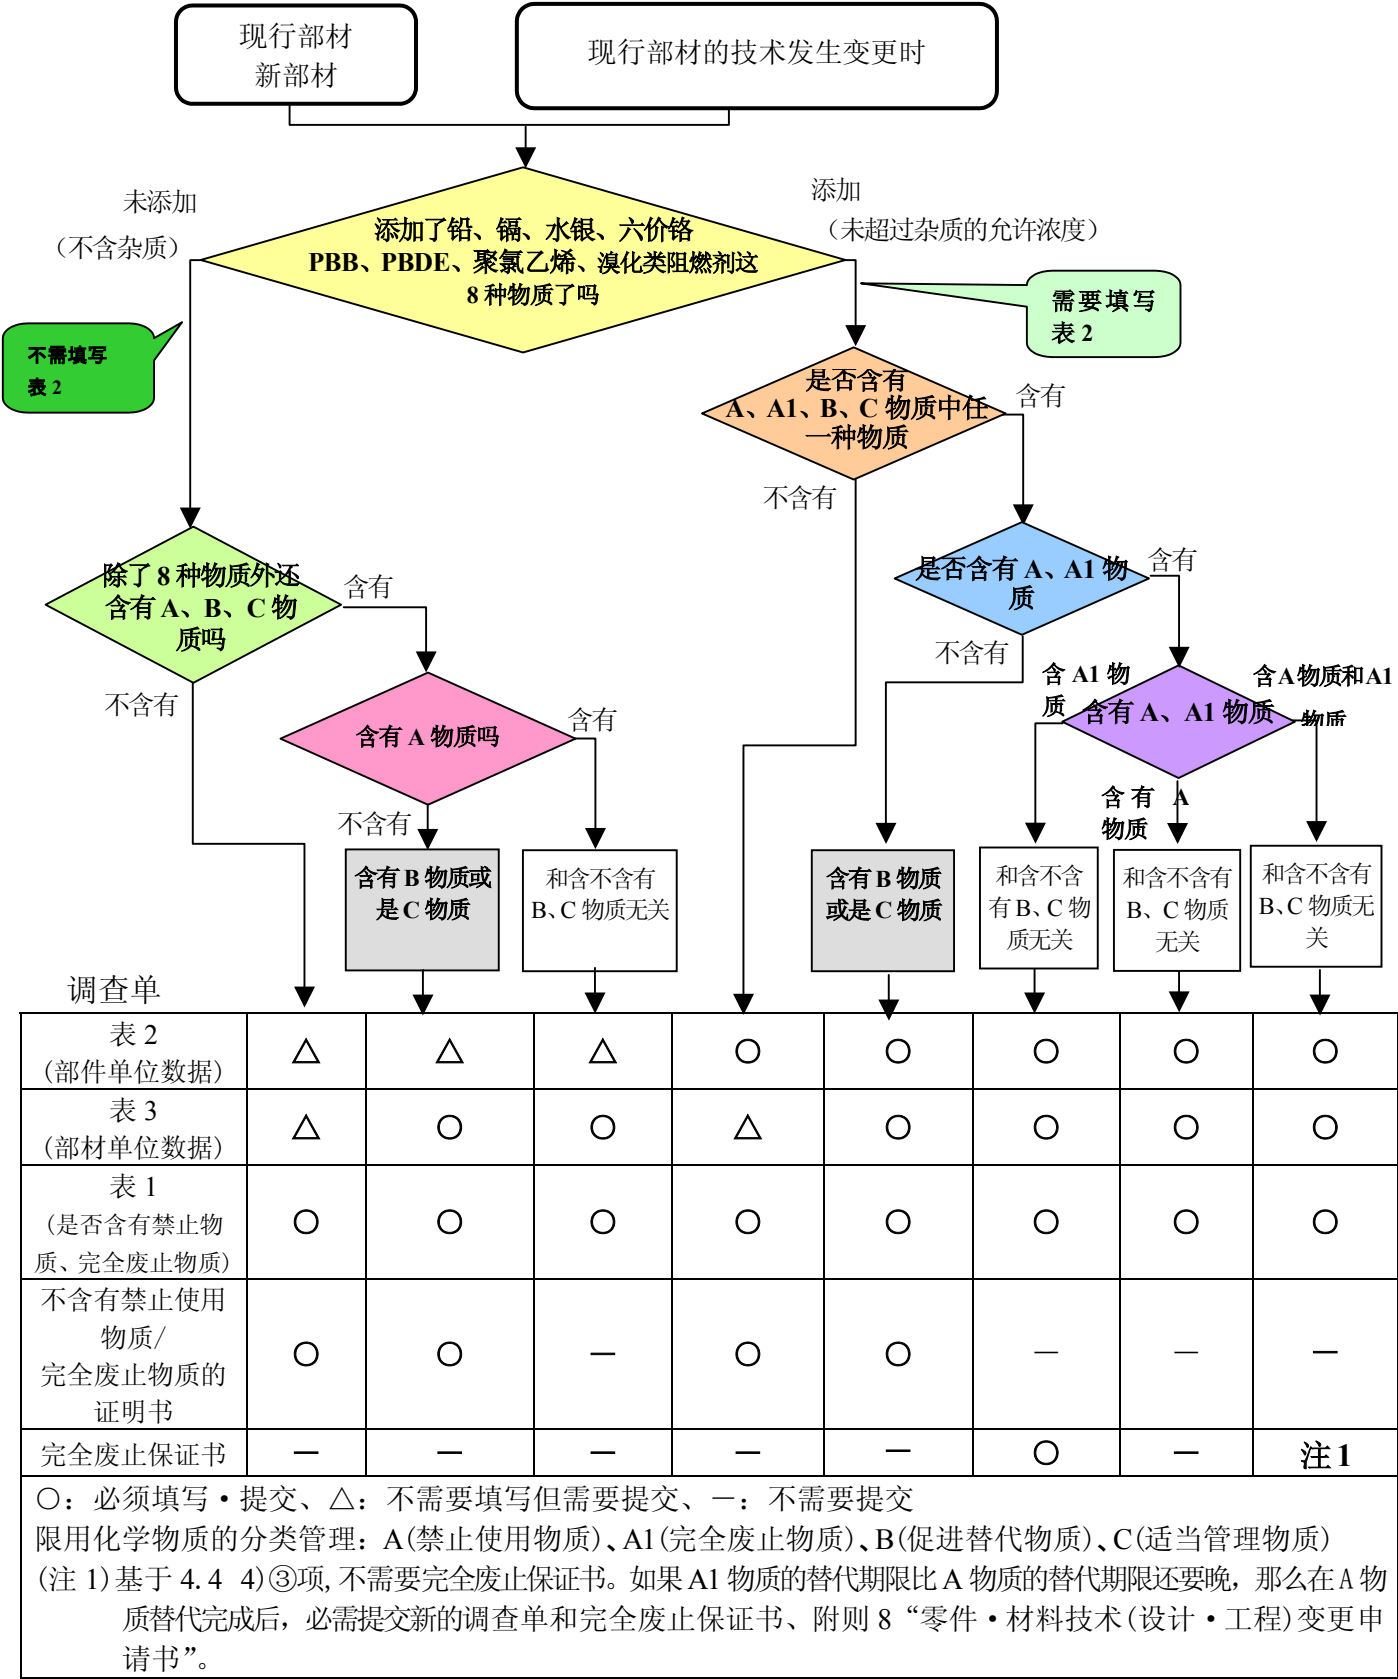 现行部材
新部材
现行部材的技术发生变更时
未添加
（不含杂质）
添加
（未超过杂质的允许浓度）
添加了铅、镉、水银、六价铬
PBB、PBDE、聚氯乙烯、溴化类阻燃剂这
8 种物质了吗
不需填写
表 2
需要填写
表 2
是否含有
A、A1、B、C 物质中任
一种物质
含有
不含有
除了 8 种物质外还
含有 A、B、C 物
质吗
含有
不含有
是否含有 A、A1 物
质
含有
不含有
含有 A 物质吗
含有
不含有
含 A1 物
质
含有 A、A1 物质
含A物质和A1
物质
含 有 A
物质
含有 B 物质或
是 C 物质
和含不含有
B、C 物质无关
含有 B 物质
或是 C 物质
和含不含
有 B、C 物
质无关
和含不含有
B、C 物质
无关
和含不含有
B、C 物质无
关
调查单
表 2
(部件单位数据) △ △ △ ○ ○ ○ ○ ○
表 3
(部材单位数据) △ ○ ○ △ ○ ○ ○ ○
表 1
(是否含有禁止物
质、完全废止物质) ○ ○ ○ ○ ○ ○ ○ ○
不含有禁止使用
物质/
完全废止物质的
证明书 ○ ○ － ○ ○ － － －
完全废止保证书 － － － － － ○ － 注 1
○：必须填写・提交、△：不需要填写但需要提交、－：不需要提交
限用化学物质的分类管理：A(禁止使用物质)、A1(完全废止物质)、B(促进替代物质)、C(适当管理物质)
(注 1)基于 4.4 4)③项,不需要完全废止保证书。如果 A1 物质的替代期限比 A 物质的替代期限还要晚，那么在 A 物
质替代完成后，必需提交新的调查单和完全废止保证书、附则 8“零件・材料技术(设计・工程)变更申
请书”。